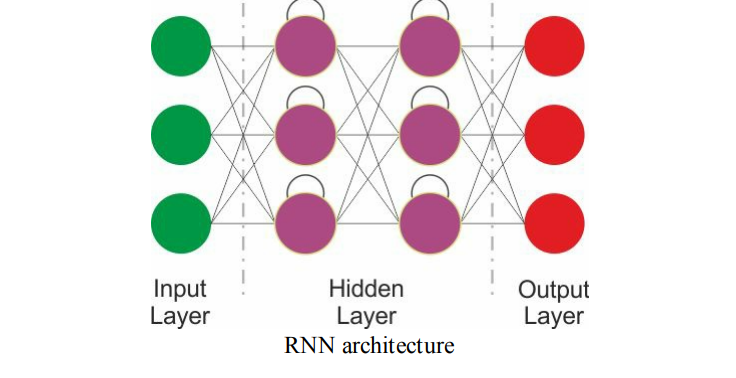 Input
Layer
Hidden
Layer
Output
Layer
RNN architecture